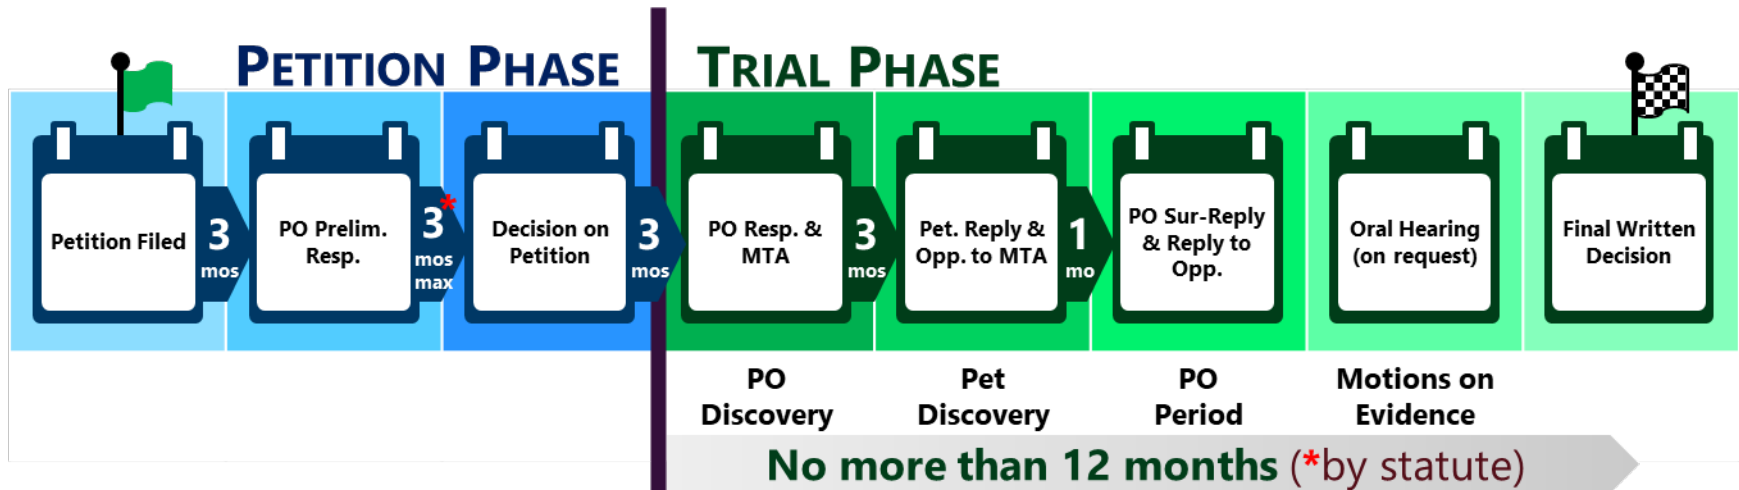 PETITION PHASE
TRIAL PHASE
Petition Filed
3
mos
PO Prelim.
Resp.
3*
mos
max
Decision on
Petition
3
mos
PO Resp. &
MTA
3
mos
Pet. Reply &
Opp. to MTA
1
mo
PO Sur-Reply
& Reply to
Opp.
Oral Hearing
(on request)
Final Written
Decision
PO
Discovery
Pet
Discovery
PO
Period
Motions on
Evidence
No more than 12 months (*by statute)